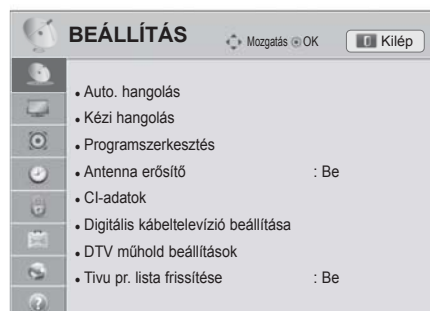 BEÁLLÍTÁS Mozgatás OK Kilép
• Auto. hangolás
• Kézi hangolás
• Programszerkesztés
• Antenna erősítő : Be
• CI-adatok
• Digitális kábeltelevízió beállítása
• DTV műhold beállítások
• Tivu pr. lista frissítése : Be